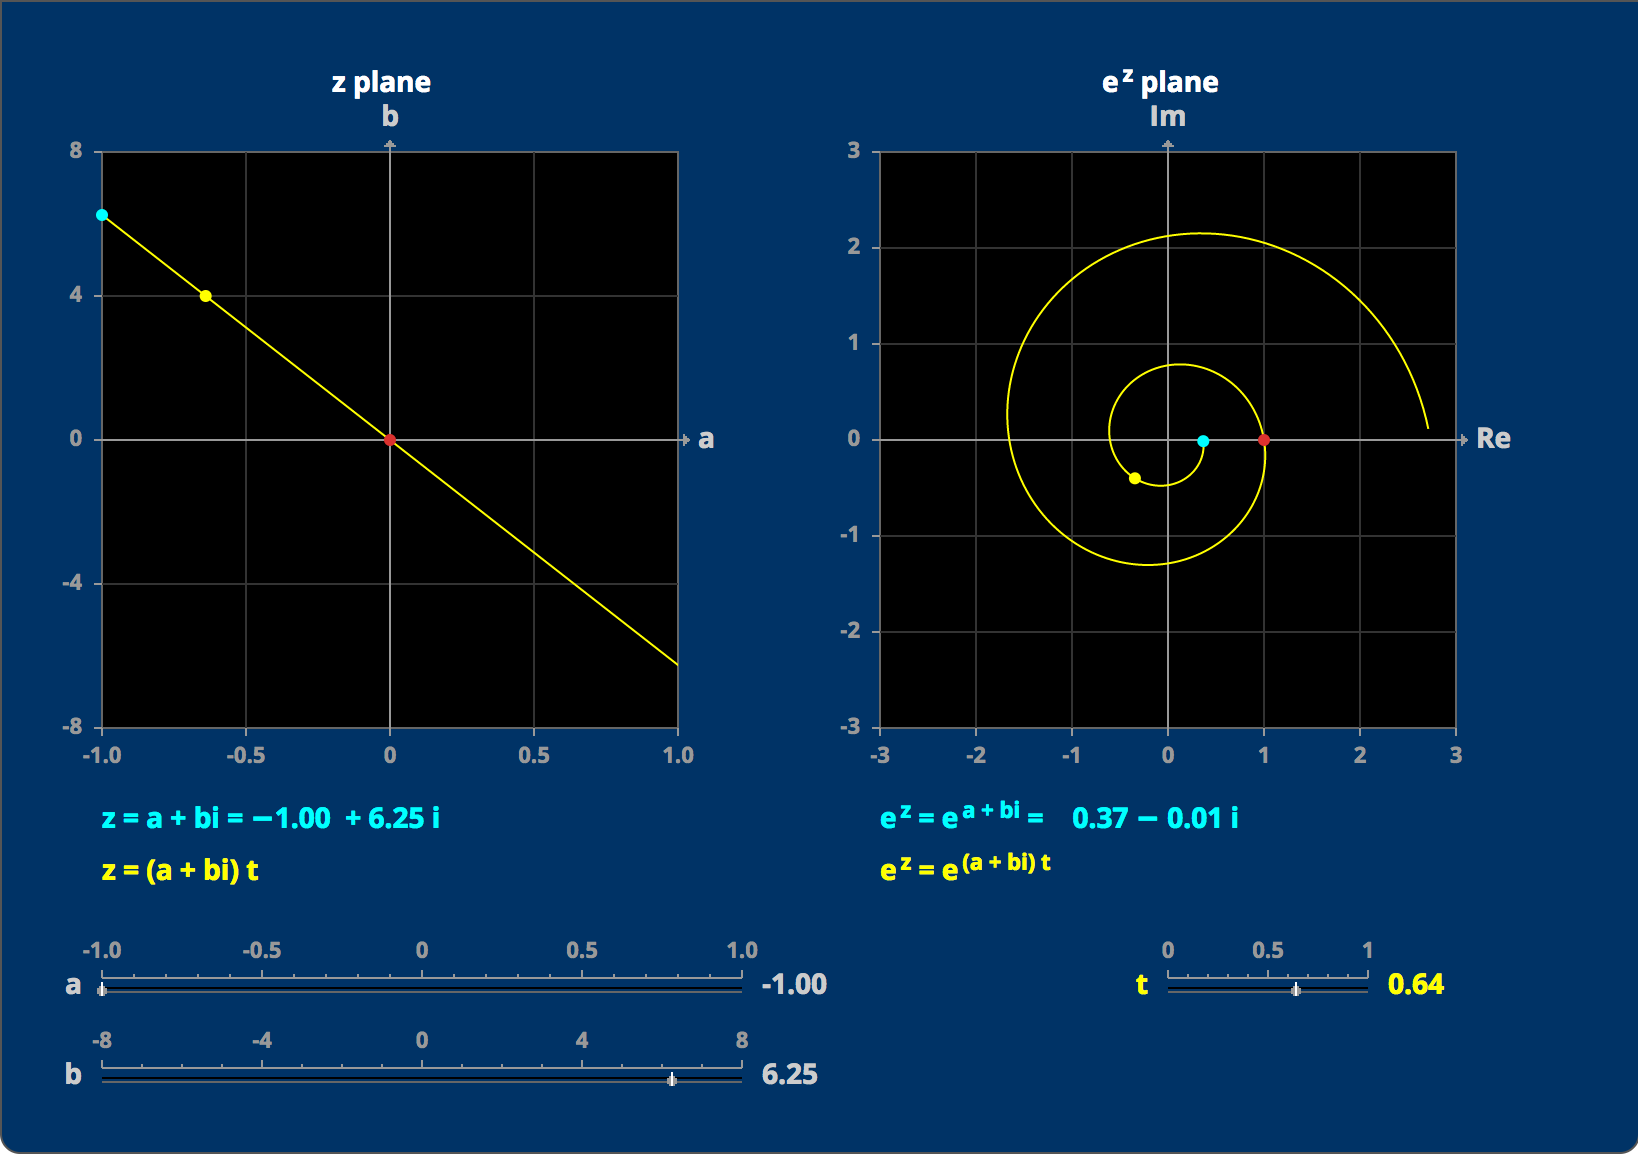 z plane
b
8
4
0
-4
-8
a
-1.0 -0.5 0 0.5 1.0
e^z plane
Im
3
2
1
0
-1
-2
-3
Re
-3 -2 -1 0 1 2 3
z = a + bi = −1.00 + 6.25 i
z = (a + bi) t
e^z = e^(a + bi) = 0.37 − 0.01 i
e^z = e^(a + bi) t
-1.0 -0.5 0 0.5 1.0
a -1.00
-8 -4 0 4 8
b 6.25
0 0.5 1
t 0.64